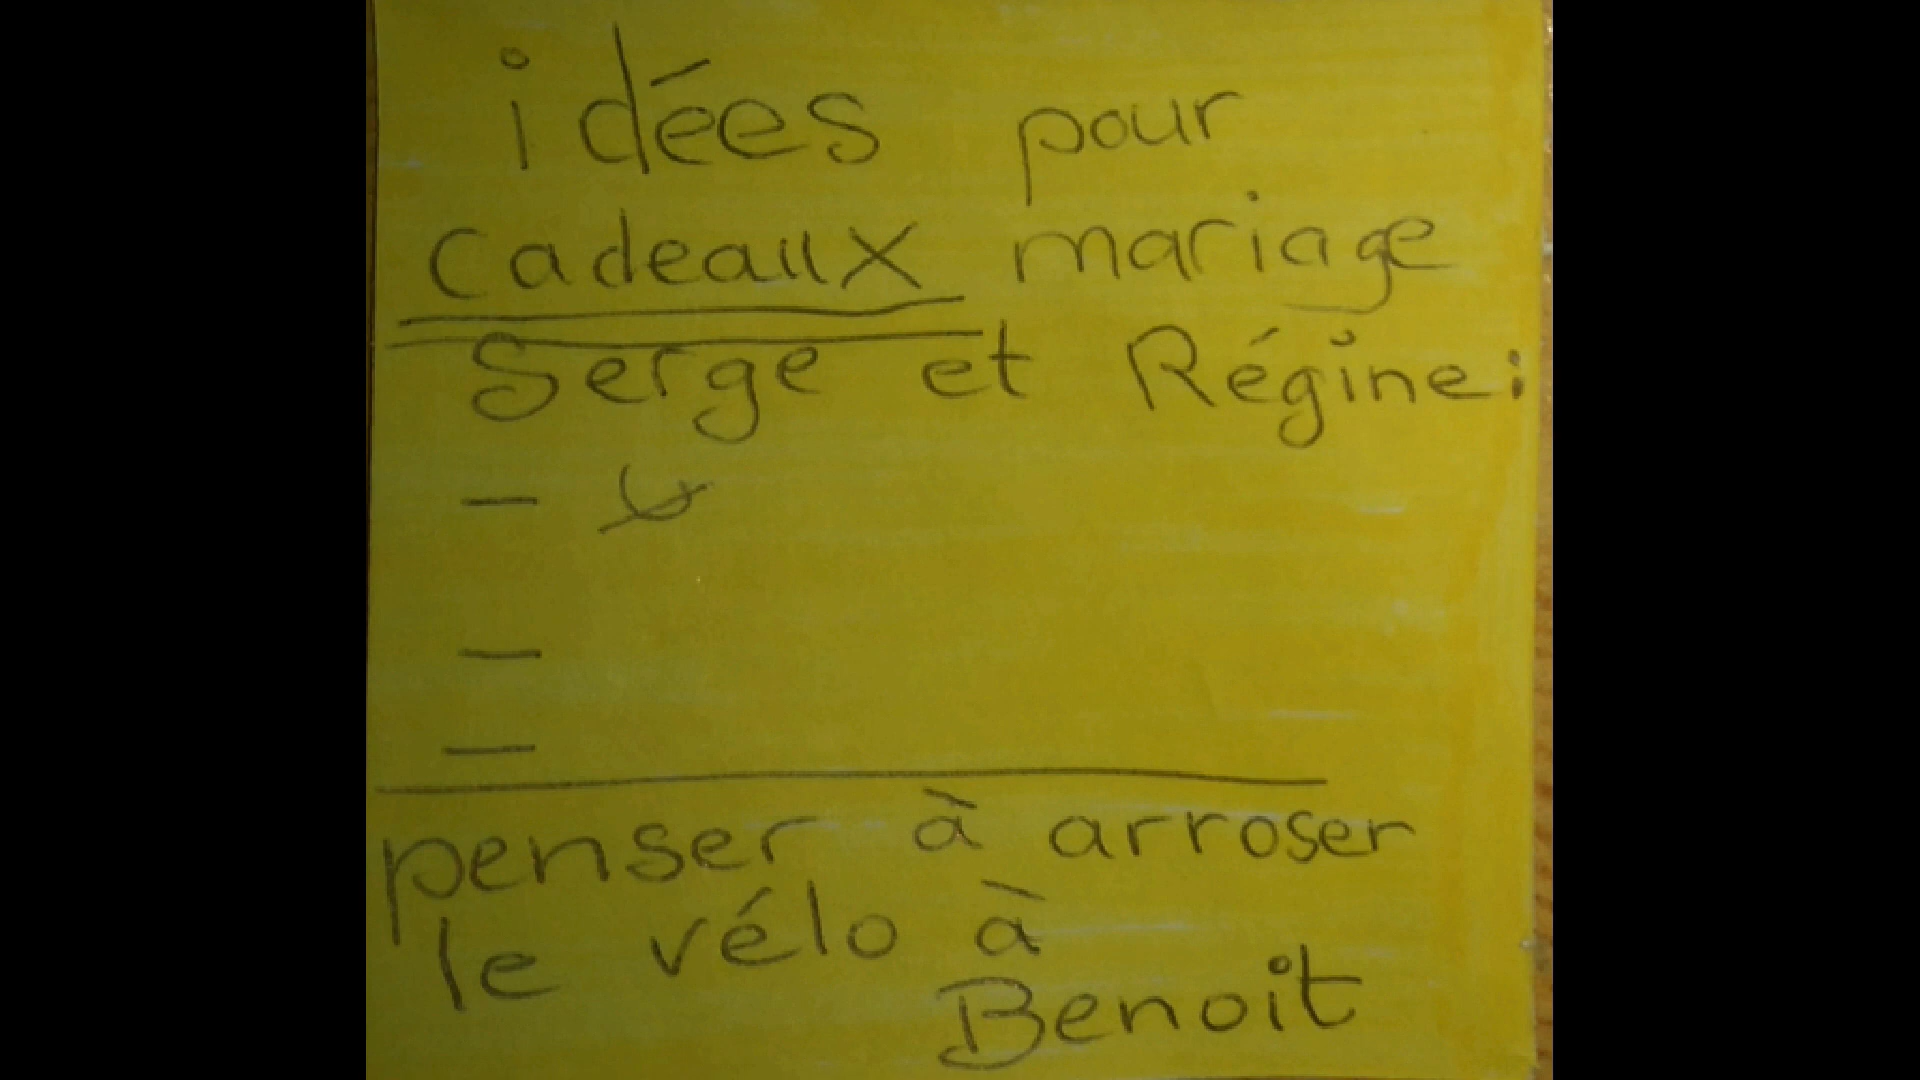 idées pour
cadeaux mariage
Serge et Régine :
-
-
-
penser à arroser
le vélo à
Benoit